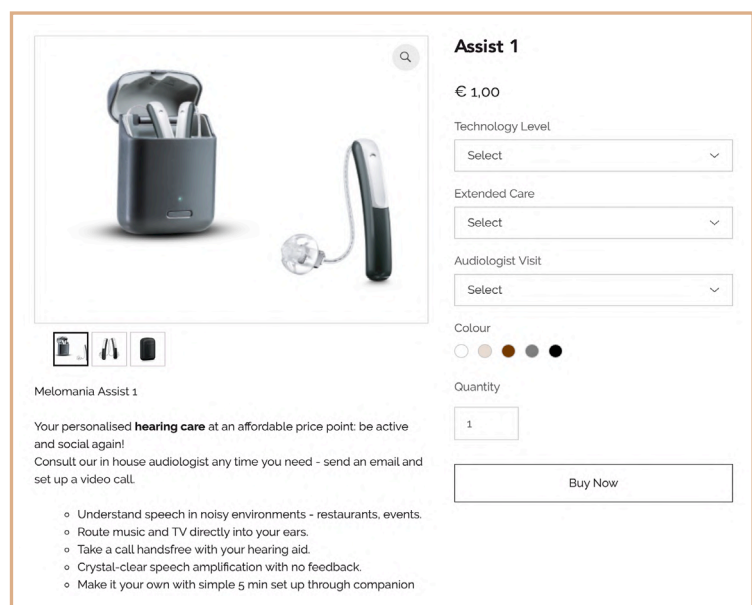 Assist 1
€ 1,00
Technology Level
Select
Extended Care
Select
Audiologist Visit
Select
Colour
Quantity
1
Buy Now
Melomania Assist 1
Your personalised hearing care at an affordable price point: be active
and social again!
Consult our in house audiologist any time you need - send an email and
set up a video call.
Understand speech in noisy environments - restaurants, events.
Route music and TV directly into your ears.
Take a call handsfree with your hearing aid.
Crystal-clear speech amplification with no feedback.
Make it your own with simple 5 min set up through companion